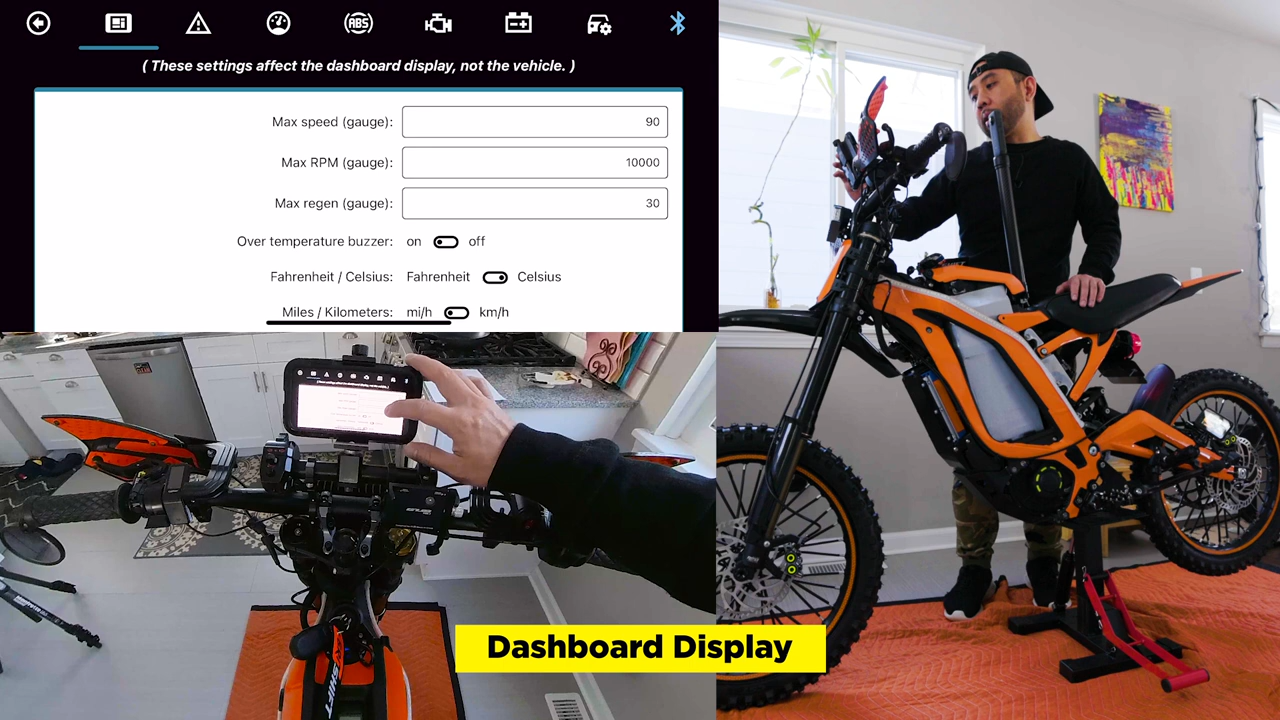 ABS
( These settings affect the dashboard display, not the vehicle. )
Max speed (gauge): 90
Max RPM (gauge): 10000
Max regen (gauge): 30
Over temperature buzzer: on off
Fahrenheit / Celsius: Fahrenheit Celsius
Miles / Kilometers: mi/h km/h
Dashboard Display